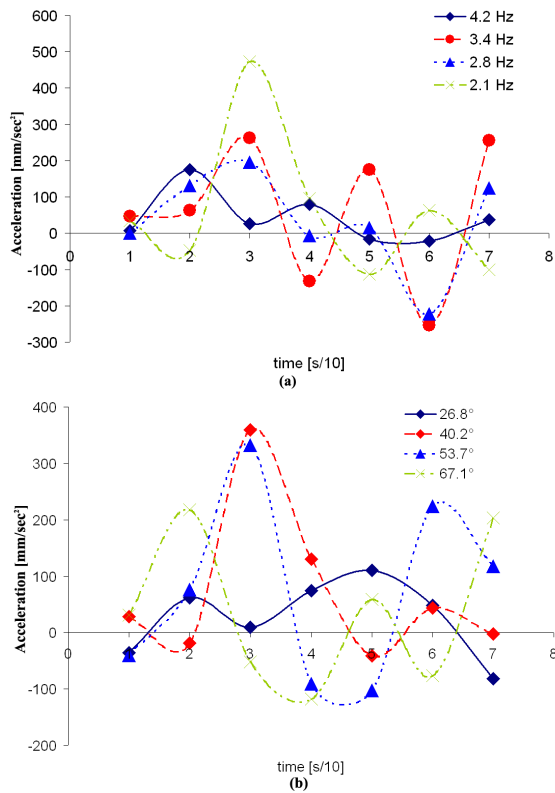 600
500
400
300
200
100
0
-100
-200
-300
Acceleration [mm/sec²]
0 1 2 3 4 5 6 7 8
4.2 Hz
3.4 Hz
2.8 Hz
2.1 Hz
time [s/10]
(a)
400
300
200
100
0
-100
-200
Acceleration [mm/sec²]
0 1 2 3 4 5 6 7 8
26.8°
40.2°
53.7°
67.1°
time [s/10]
(b)